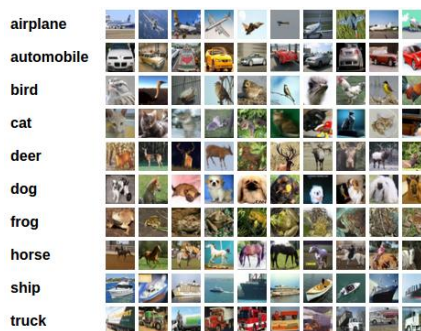 airplane
automobile
bird
cat
deer
dog
frog
horse
ship
truck